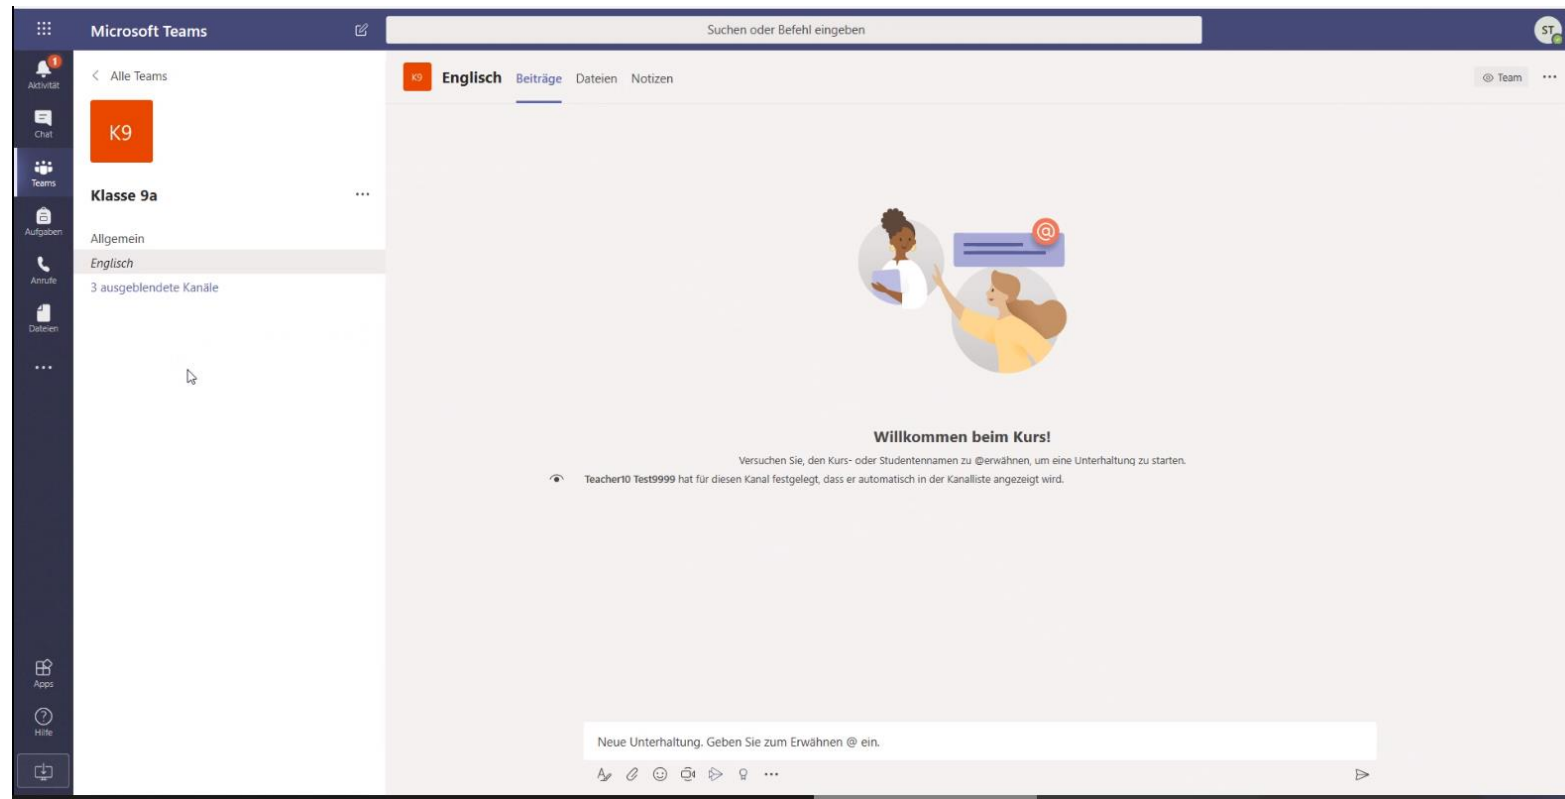 Microsoft Teams
Suchen oder Befehl eingeben
ST
1
Aktivität
Chat
Teams
Aufgaben
Anrufe
Dateien
Apps
Hilfe
Alle Teams
K9
Klasse 9a
Allgemein
Englisch
3 ausgeblendete Kanäle
K9 Englisch Beiträge Dateien Notizen
Team
@
Willkommen beim Kurs!
Versuchen Sie, den Kurs- oder Studentennamen zu @erwähnen, um eine Unterhaltung zu starten.
Teacher10 Test9999 hat für diesen Kanal festgelegt, dass er automatisch in der Kanalliste angezeigt wird.
Neue Unterhaltung. Geben Sie zum Erwähnen @ ein.